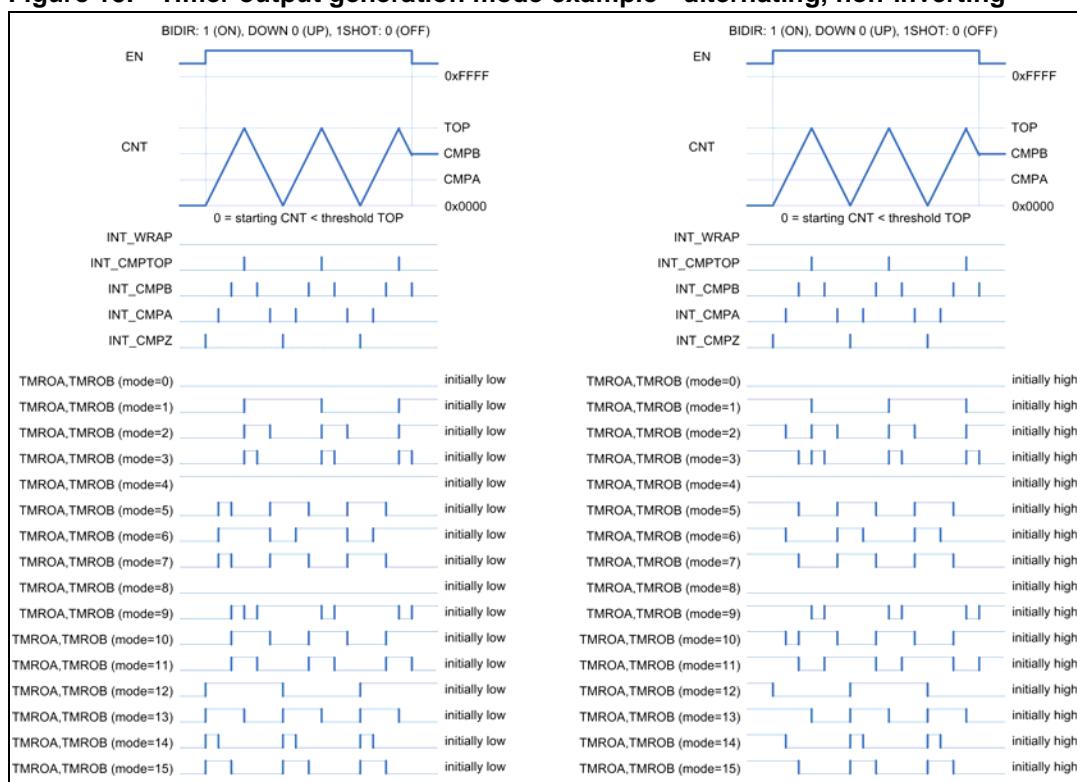 BIDIR: 1 (ON), DOWN 0 (UP), 1SHOT: 0 (OFF)
EN
0xFFFF
TOP
CNT
CMPB
CMPA
0x0000
0 = starting CNT < threshold TOP
INT_WRAP
INT_CMPTOP
INT_CMPB
INT_CMPA
INT_CMPZ
TMROA,TMROB (mode=0) initially low
TMROA,TMROB (mode=1) initially low
TMROA,TMROB (mode=2) initially low
TMROA,TMROB (mode=3) initially low
TMROA,TMROB (mode=4) initially low
TMROA,TMROB (mode=5) initially low
TMROA,TMROB (mode=6) initially low
TMROA,TMROB (mode=7) initially low
TMROA,TMROB (mode=8) initially low
TMROA,TMROB (mode=9) initially low
TMROA,TMROB (mode=10) initially low
TMROA,TMROB (mode=11) initially low
TMROA,TMROB (mode=12) initially low
TMROA,TMROB (mode=13) initially low
TMROA,TMROB (mode=14) initially low
TMROA,TMROB (mode=15) initially low
BIDIR: 1 (ON), DOWN 0 (UP), 1SHOT: 0 (OFF)
EN
0xFFFF
TOP
CNT
CMPB
CMPA
0x0000
0 = starting CNT < threshold TOP
INT_WRAP
INT_CMPTOP
INT_CMPB
INT_CMPA
INT_CMPZ
TMROA,TMROB (mode=0) initially high
TMROA,TMROB (mode=1) initially high
TMROA,TMROB (mode=2) initially high
TMROA,TMROB (mode=3) initially high
TMROA,TMROB (mode=4) initially high
TMROA,TMROB (mode=5) initially high
TMROA,TMROB (mode=6) initially high
TMROA,TMROB (mode=7) initially high
TMROA,TMROB (mode=8) initially high
TMROA,TMROB (mode=9) initially high
TMROA,TMROB (mode=10) initially high
TMROA,TMROB (mode=11) initially high
TMROA,TMROB (mode=12) initially high
TMROA,TMROB (mode=13) initially high
TMROA,TMROB (mode=14) initially high
TMROA,TMROB (mode=15) initially high